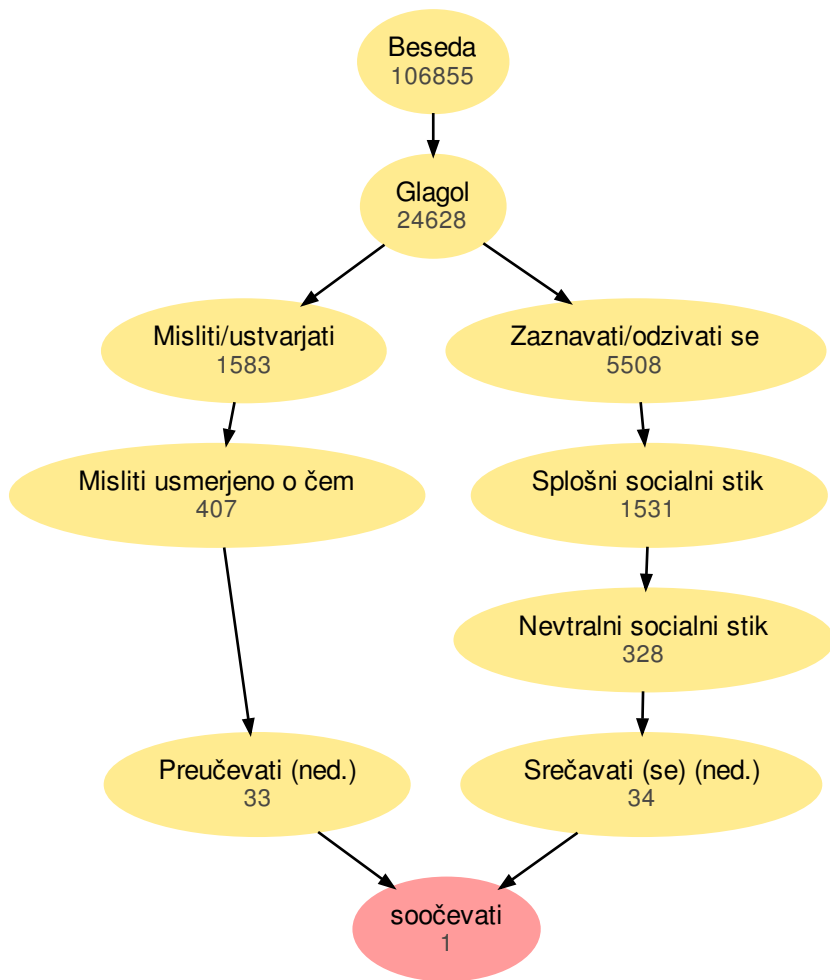 Beseda
106855
Glagol
24628
Misliti/ustvarjati
1583
Zaznavati/odzivati se
5508
Misliti usmerjeno o čem
407
Splošni socialni stik
1531
Nevtralni socialni stik
328
Preučevati (ned.)
33
Srečavati (se) (ned.)
34
soočevati
1